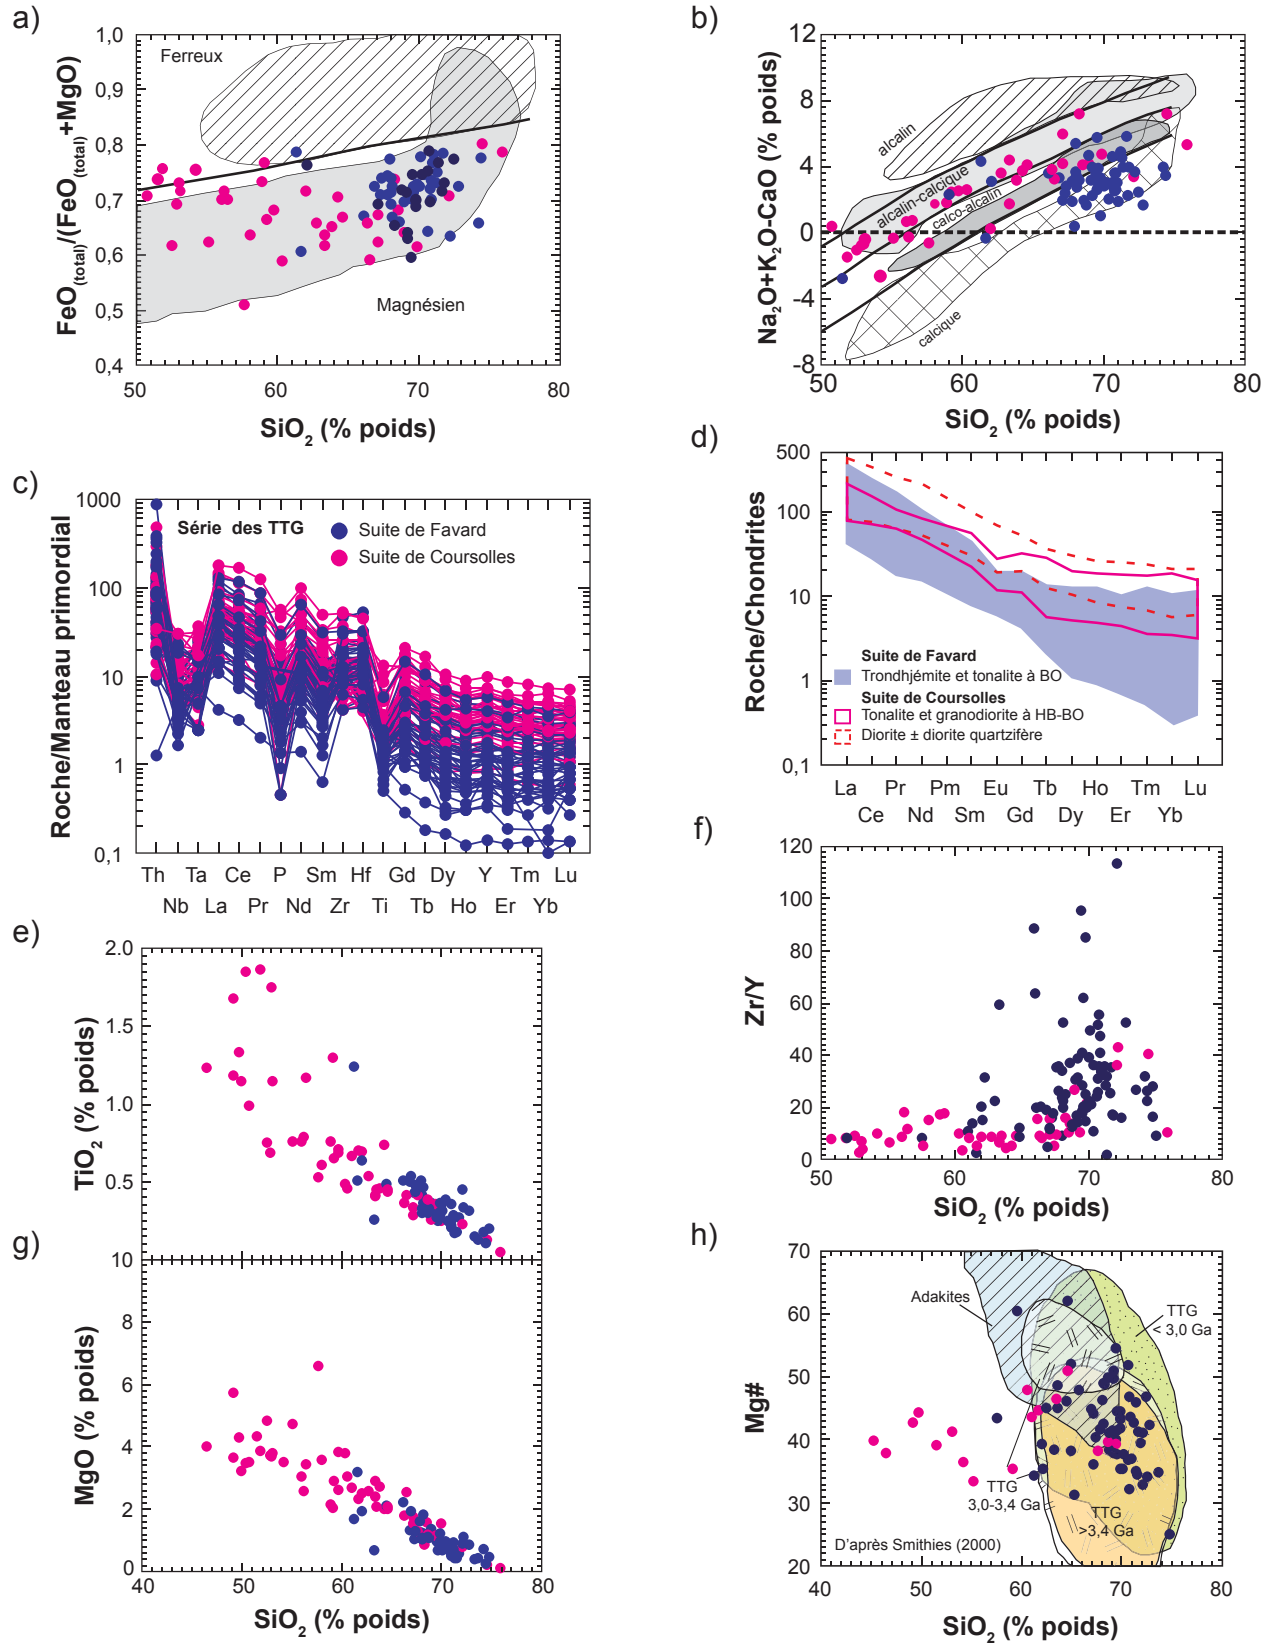 a)
FeO(total)/(FeO(total)+MgO)
1,0
0,9
0,8
0,7
0,6
0,5
0,4
Ferreux
Magnésien
50 60 70 80
SiO2 (% poids)
b)
Na2O+K2O-CaO (% poids)
12
8
4
0
-4
-8
alcalin
alcalin-calcique
calco-alcalin
calcique
50 60 70 80
SiO2 (% poids)
c)
Roche/Manteau primordial
1000
100
10
1
0,1
Série des TTG
Suite de Favard
Suite de Coursolles
Th Ta Ce P Sm Hf Gd Dy Y Tm Lu
Nb La Pr Nd Zr Ti Tb Ho Er Yb
d)
Roche/Chondrites
500
100
10
1
0,1
Suite de Favard
Trondhjémite et tonalite à BO
Suite de Coursolles
Tonalite et granodiorite à HB-BO
Diorite ± diorite quartzifère
La Pr Pm Eu Tb Ho Tm Lu
Ce Nd Sm Gd Dy Er Yb
e)
TiO2 (% poids)
2.0
1.5
1.0
0.5
f)
Zr/Y
120
100
80
60
40
20
0
50 60 70 80
SiO2 (% poids)
g)
MgO (% poids)
10
8
6
4
2
0
40 50 60 70 80
SiO2 (% poids)
h)
Mg#
70
60
50
40
30
20
Adakites
TTG
< 3,0 Ga
TTG
3,0-3,4 Ga
TTG
>3,4 Ga
D'après Smithies (2000)
40 50 60 70 80
SiO2 (% poids)